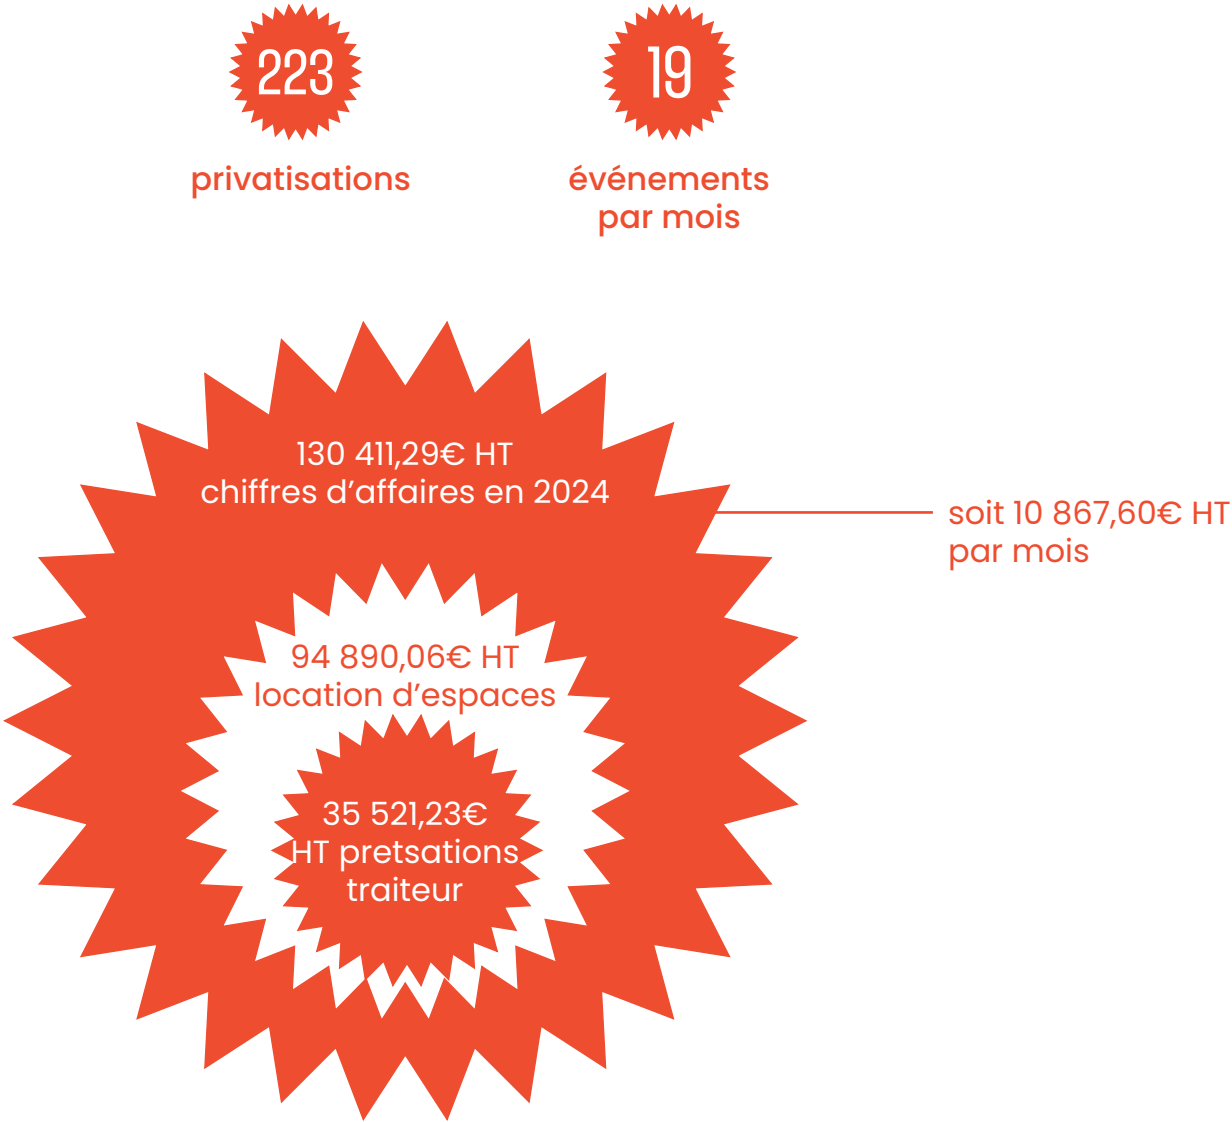 223
19
privatisations
événements
par mois
130 411,29€ HT
chiffres d’affaires en 2024
soit 10 867,60€ HT
par mois
94 890,06€ HT
location d’espaces
35 521,23€
HT pretsations
traiteur